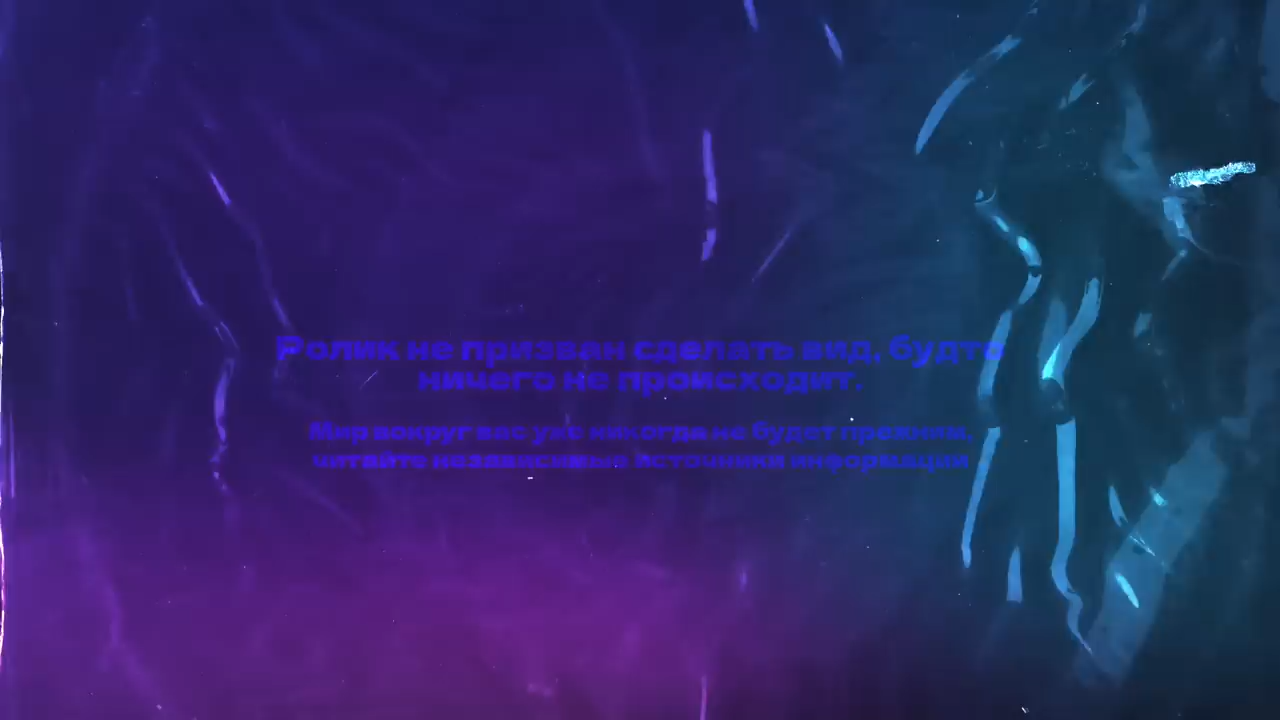 Ролик не призван сделать вид, будто
ничего не происходит.
Мир вокруг вас уже никогда не будет прежним,
читайте независимые источники информации